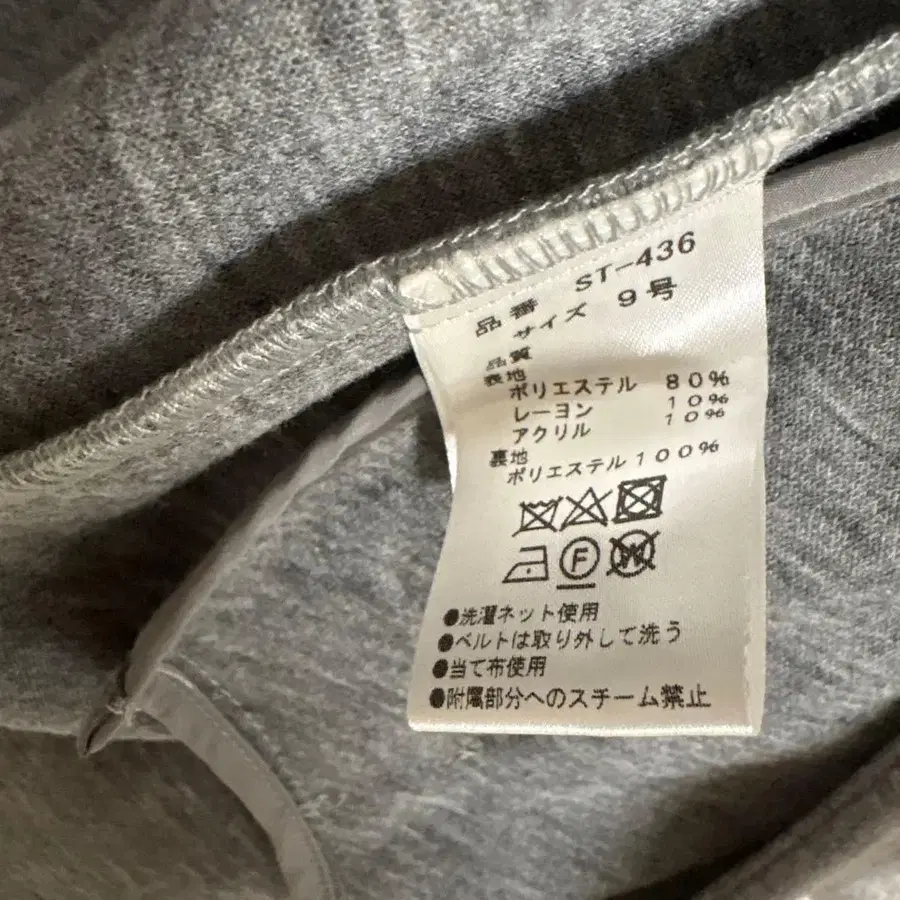 品番 ST-436
サイズ 9号
品質
表地
ポリエステル 80%
レーヨン 10%
アクリル 10%
裏地
ポリエステル 100%
F W
●洗濯ネット使用
●ベルトは取り外して洗う
●当て布使用
●附属部分へのスチーム禁止